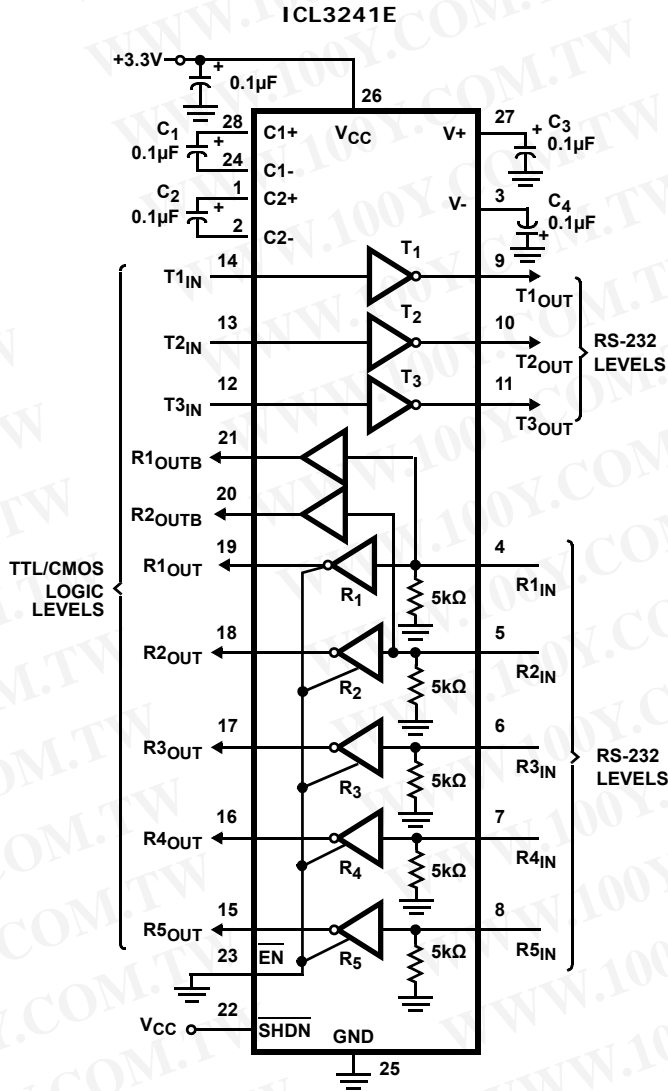 ICL3241E
+3.3V
+
0.1µF
26
28
C1+
VCC
V+
27
+
C3
0.1µF
C1
0.1µF
+
24
C1-
C2
0.1µF
+
1
C2+
2
C2-
V-
3
C4
0.1µF
+
T1IN
14
T1
9
T1OUT
T2IN
13
T2
10
T2OUT
RS-232
LEVELS
T3IN
12
T3
11
T3OUT
21
R1OUTB
20
R2OUTB
19
R1OUT
R1
4
R1IN
5kΩ
TTL/CMOS
LOGIC
LEVELS
18
R2OUT
R2
5
R2IN
5kΩ
17
R3OUT
R3
6
R3IN
5kΩ
RS-232
LEVELS
16
R4OUT
R4
7
R4IN
5kΩ
15
R5OUT
R5
8
R5IN
5kΩ
23
EN
22
VCC
SHDN
GND
25
WWW.100Y.COM.TW